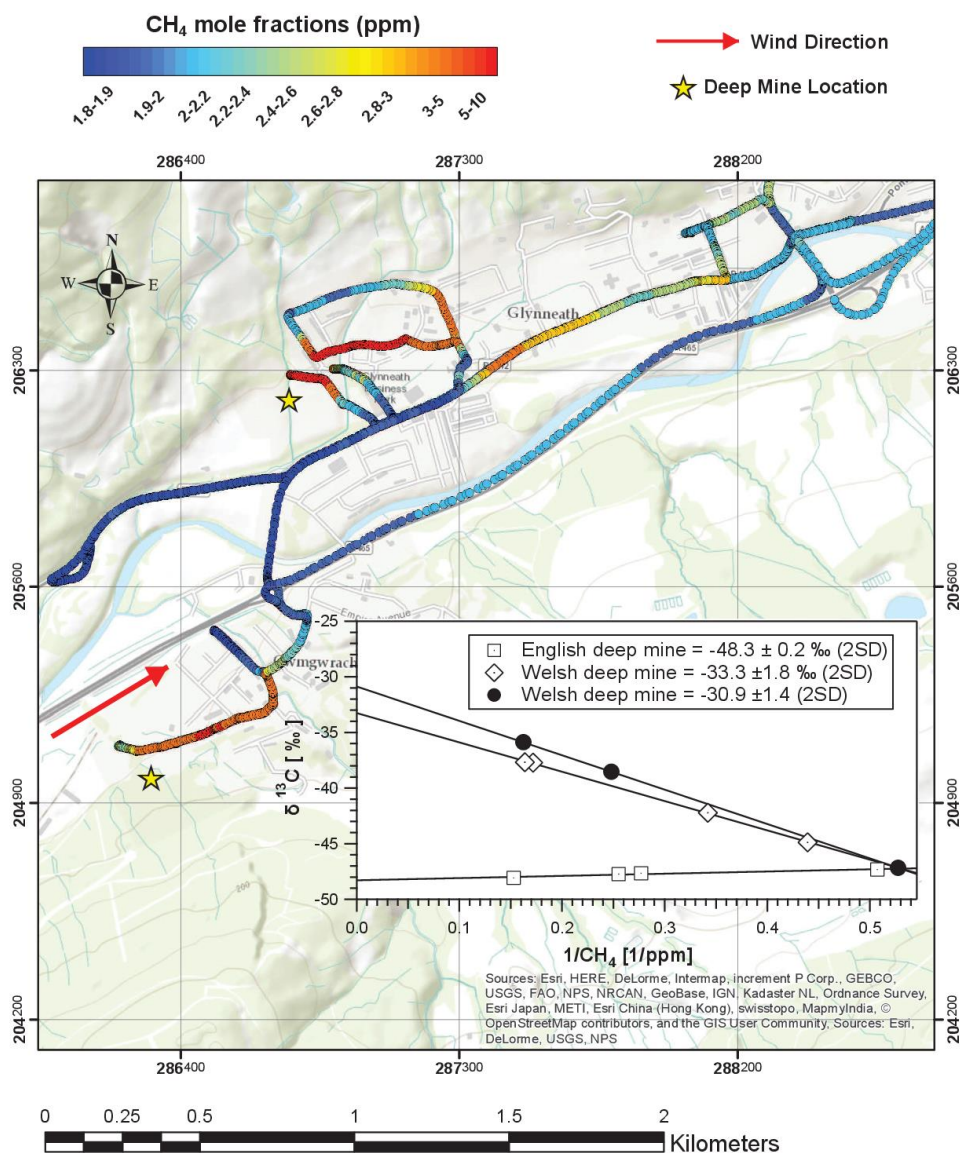 CH₄ mole fractions (ppm)
1.8-1.9
1.9-2
2-2.2
2.2-2.4
2.4-2.6
2.6-2.8
2.8-3
3-5
5-10
Wind Direction
Deep Mine Location
286400
287300
288200
N
W E
S
Glynneath
206300
206300
A465
205600
205600
Empire Avenue
204900
204900
200
204200
204200
-25
-30
-35
-40
-45
-50
δ ¹³C [ ‰ ]
English deep mine = -48.3 ± 0.2 ‰ (2SD)
Welsh deep mine = -33.3 ±1.8 ‰ (2SD)
Welsh deep mine = -30.9 ±1.4 (2SD)
0.0 0.1 0.2 0.3 0.4 0.5
1/CH₄ [1/ppm]
Sources: Esri, HERE, DeLorme, Intermap, increment P Corp., GEBCO,
USGS, FAO, NPS, NRCAN, GeoBase, IGN, Kadaster NL, Ordnance Survey,
Esri Japan, METI, Esri China (Hong Kong), swisstopo, MapmyIndia, ©
OpenStreetMap contributors, and the GIS User Community, Sources: Esri,
DeLorme, USGS, NPS
286400
287300
288200
0 0.25 0.5 1 1.5 2
Kilometers